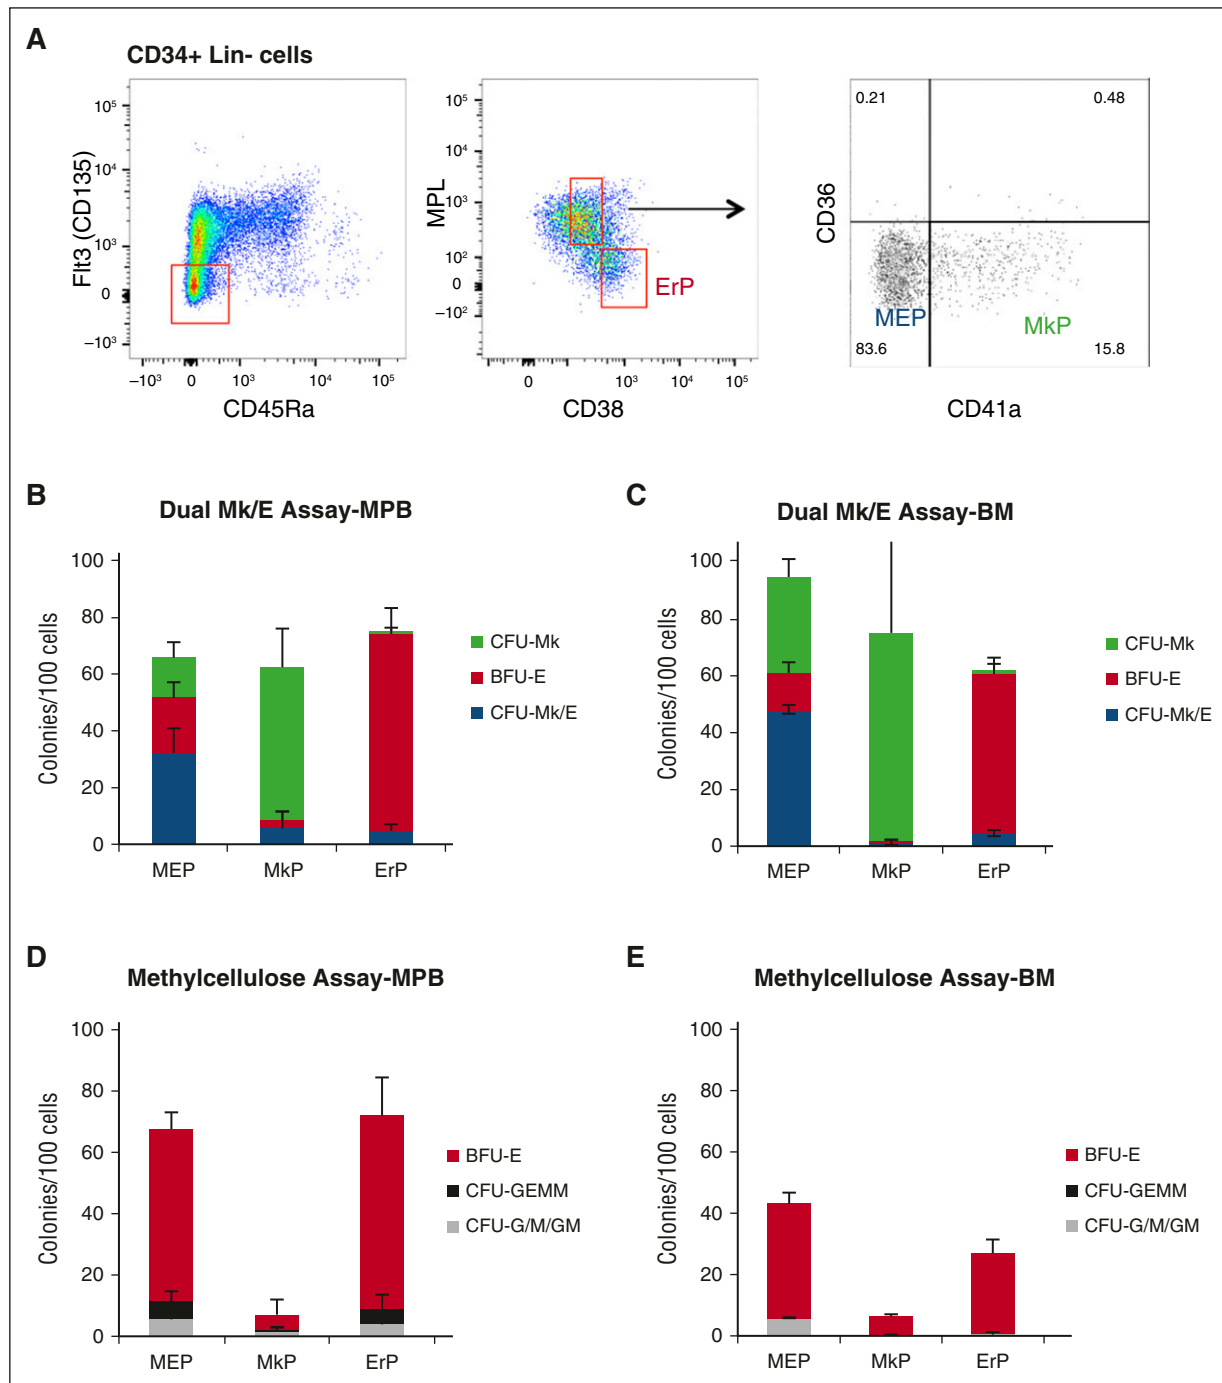 A
CD34+ Lin- cells
Flt3 (CD135)
10⁵
10⁴
10³
0
−10³
−10³ 0 10³ 10⁴ 10⁵
CD45Ra
MPL
10⁵
10⁴
10³
10²
0
−10²
ErP
0 10³ 10⁴ 10⁵
CD38
CD36
0.21 0.48
MEP MkP
83.6 15.8
CD41a
B
Dual Mk/E Assay-MPB
Colonies/100 cells
100
80
60
40
20
0
MEP MkP ErP
CFU-Mk
BFU-E
CFU-Mk/E
C
Dual Mk/E Assay-BM
Colonies/100 cells
100
80
60
40
20
0
MEP MkP ErP
CFU-Mk
BFU-E
CFU-Mk/E
D
Methylcellulose Assay-MPB
Colonies/100 cells
100
80
60
40
20
0
MEP MkP ErP
BFU-E
CFU-GEMM
CFU-G/M/GM
E
Methylcellulose Assay-BM
Colonies/100 cells
100
80
60
40
20
0
MEP MkP ErP
BFU-E
CFU-GEMM
CFU-G/M/GM